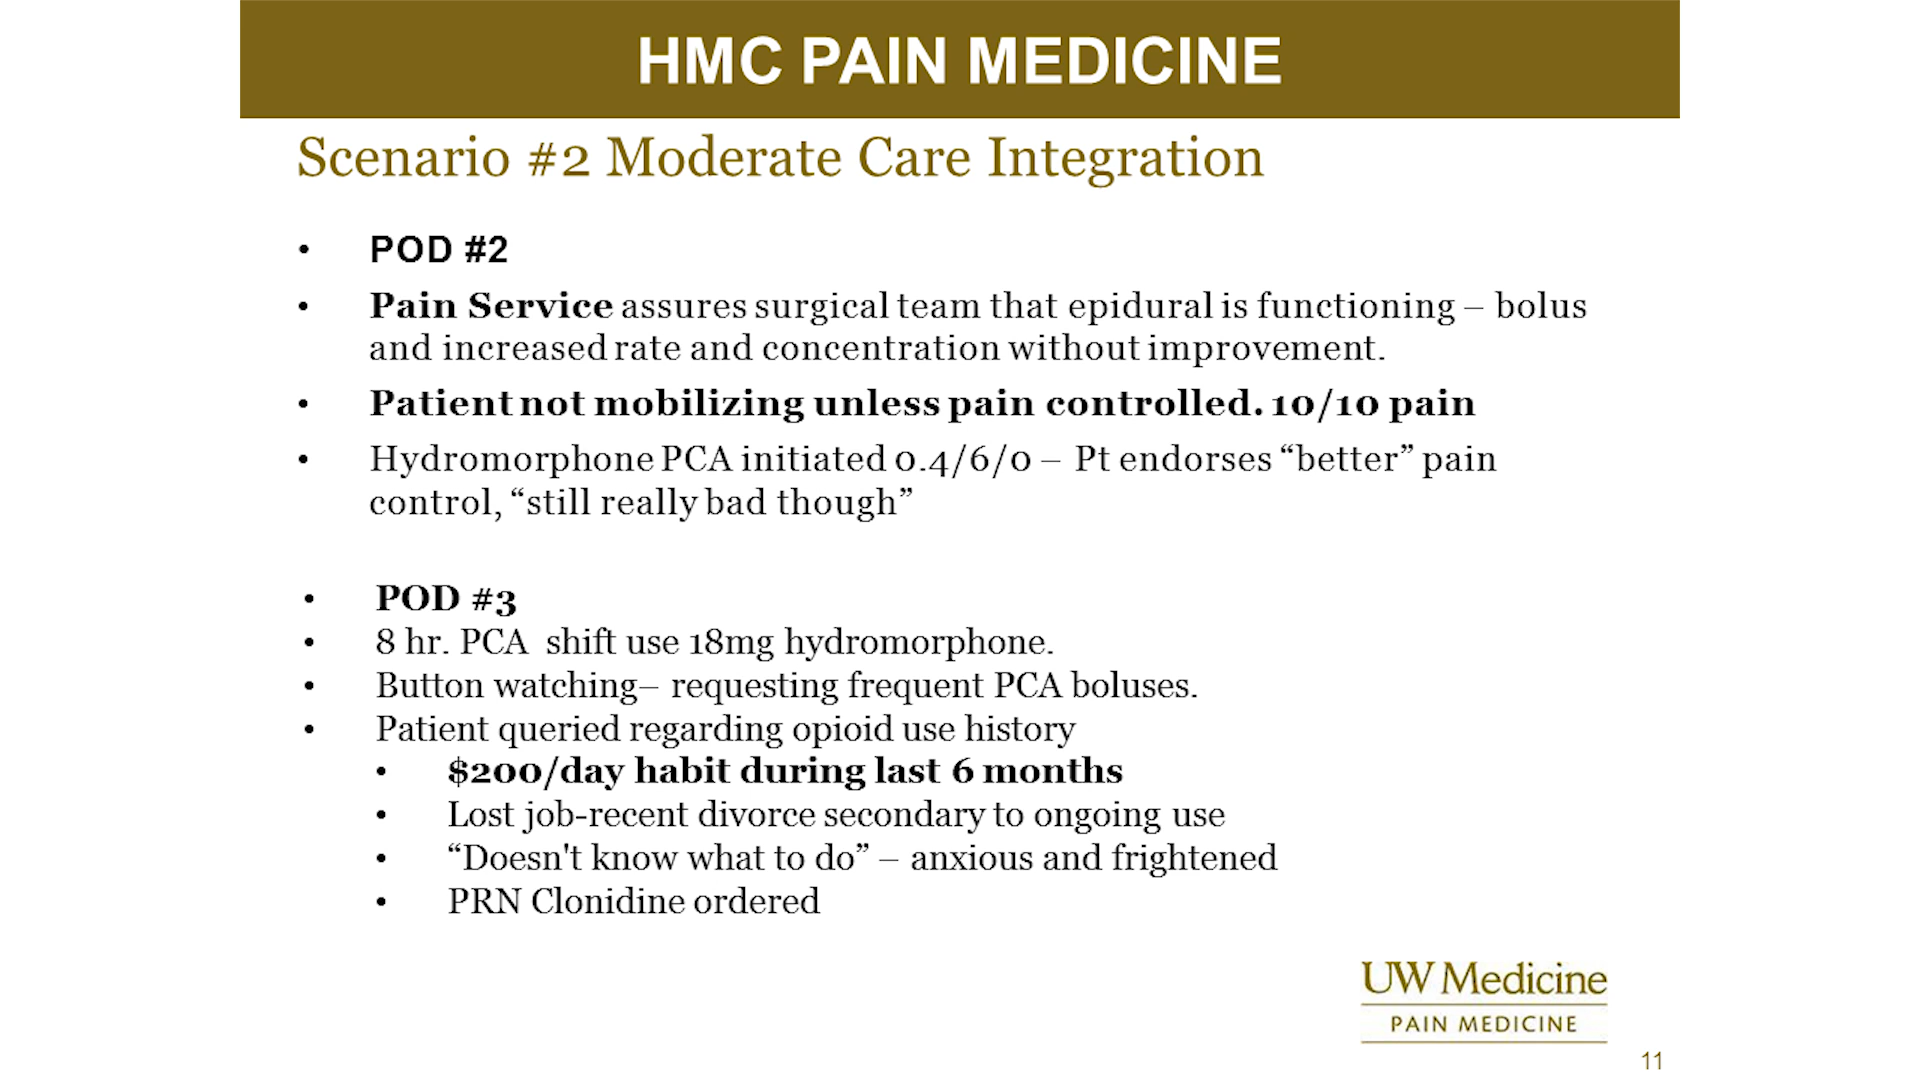 HMC PAIN MEDICINE
Scenario #2 Moderate Care Integration
• POD #2
• Pain Service assures surgical team that epidural is functioning – bolus
and increased rate and concentration without improvement.
• Patient not mobilizing unless pain controlled. 10/10 pain
• Hydromorphone PCA initiated 0.4/6/0 – Pt endorses “better” pain
control, “still really bad though”
• POD #3
• 8 hr. PCA shift use 18mg hydromorphone.
• Button watching– requesting frequent PCA boluses.
• Patient queried regarding opioid use history
• $200/day habit during last 6 months
• Lost job-recent divorce secondary to ongoing use
• “Doesn't know what to do” – anxious and frightened
• PRN Clonidine ordered
UW Medicine
PAIN MEDICINE
11